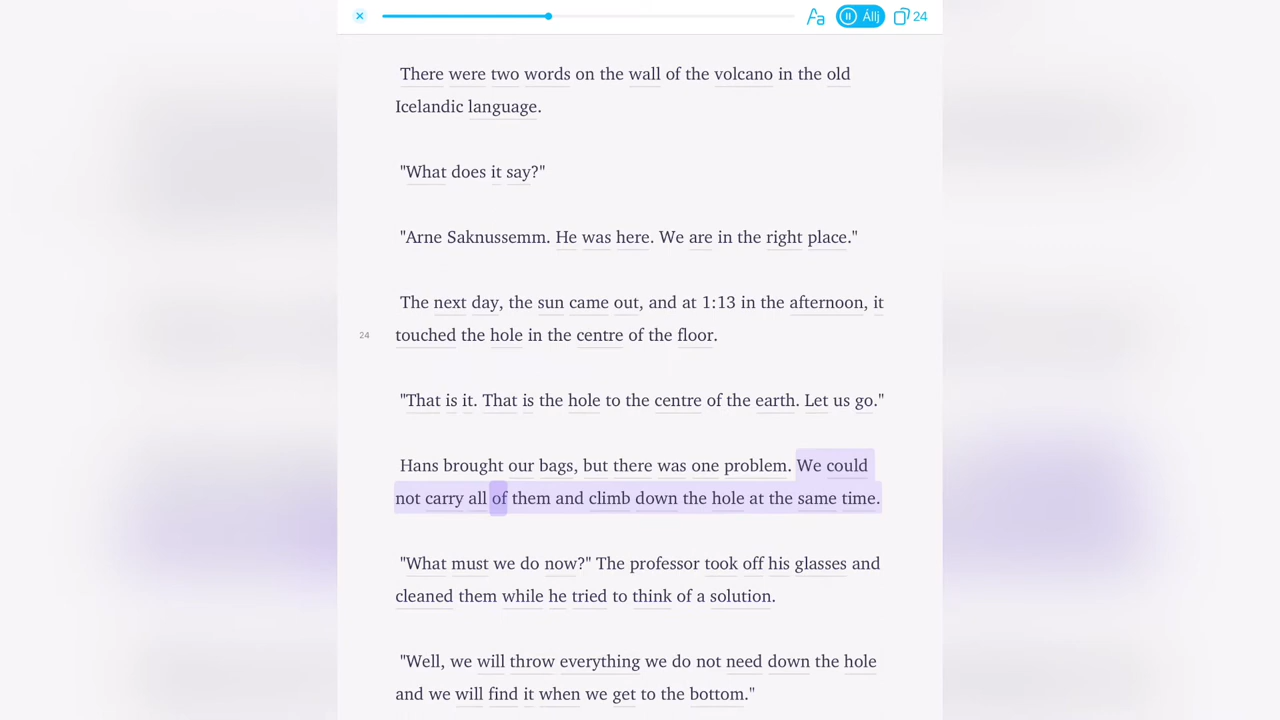 Aa Állj 24
There were two words on the wall of the volcano in the old
Icelandic language.
"What does it say?"
"Arne Saknussemm. He was here. We are in the right place."
The next day, the sun came out, and at 1:13 in the afternoon, it
24 touched the hole in the centre of the floor.
"That is it. That is the hole to the centre of the earth. Let us go."
Hans brought our bags, but there was one problem. We could
not carry all of them and climb down the hole at the same time.
"What must we do now?" The professor took off his glasses and
cleaned them while he tried to think of a solution.
"Well, we will throw everything we do not need down the hole
and we will find it when we get to the bottom."